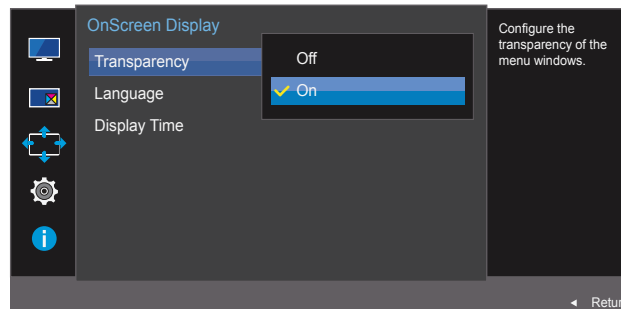 OnScreen Display
Transparency
Language
Display Time
Off
On
Configure the
transparency of the
menu windows.
Retur